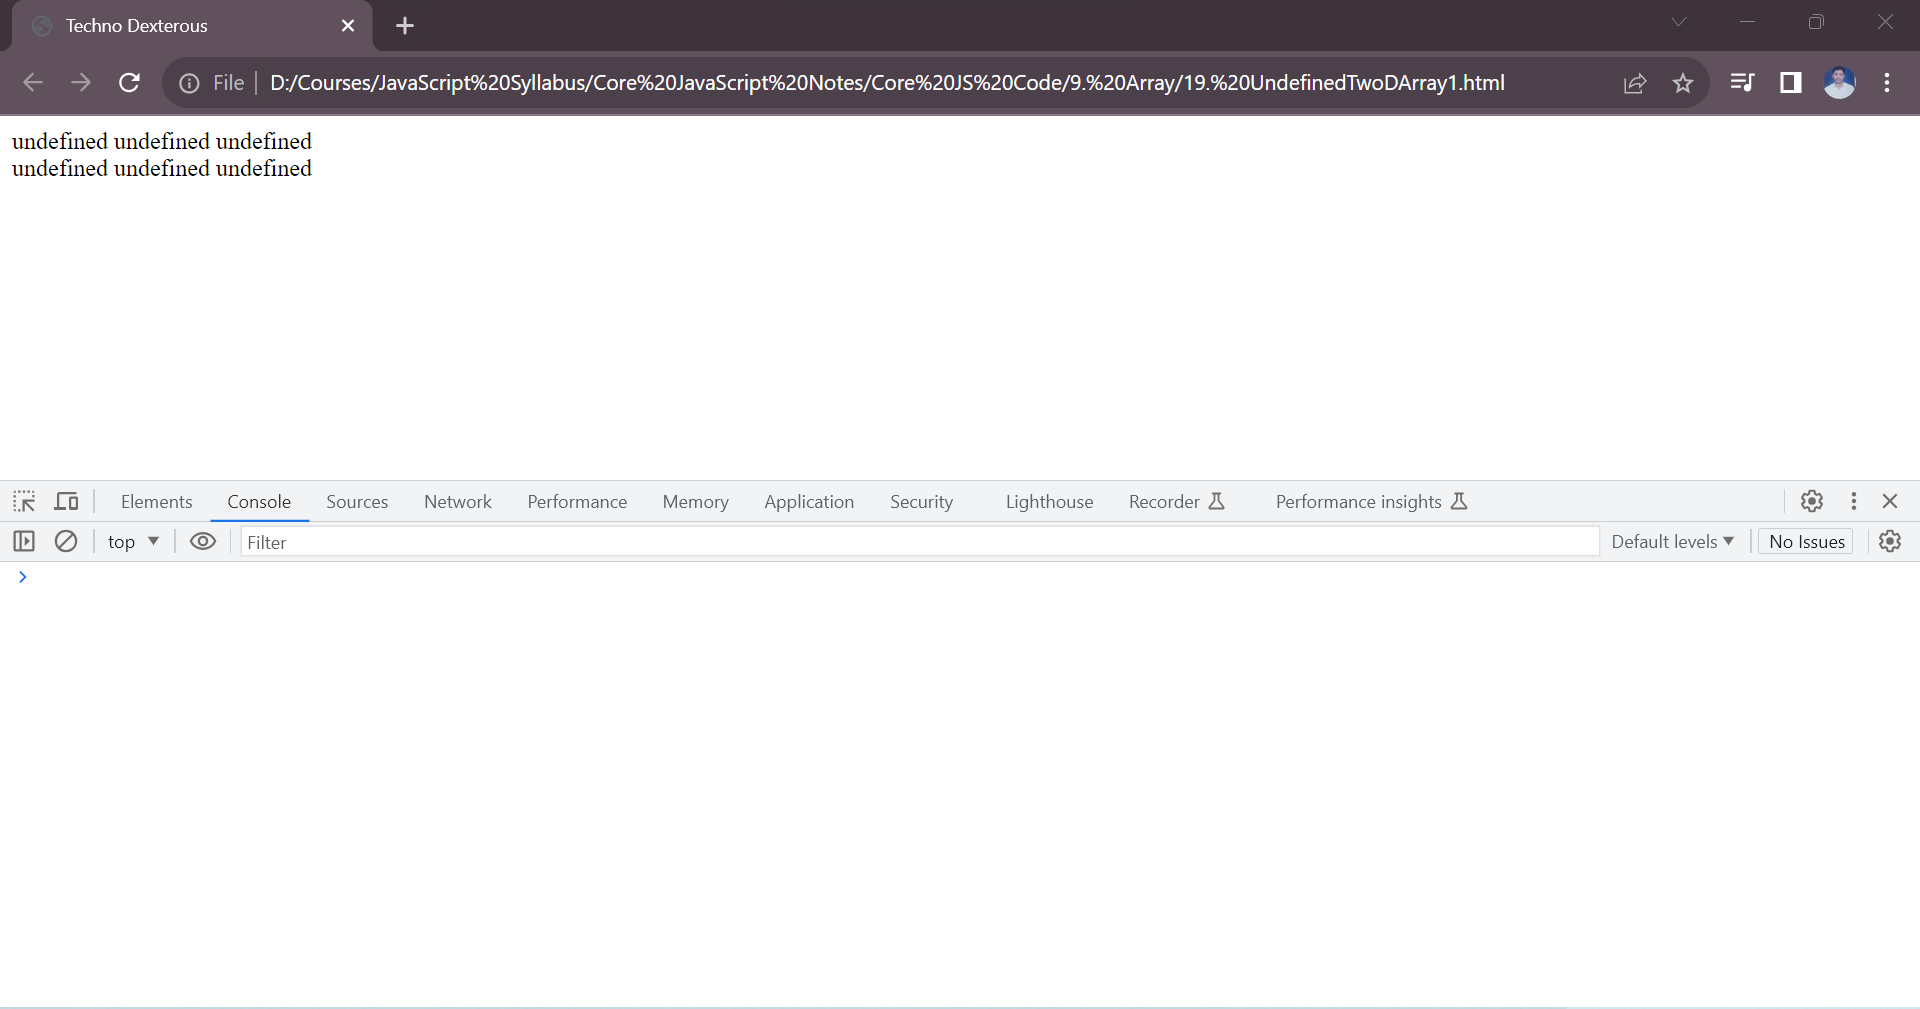 Techno Dexterous
File D:/Courses/JavaScript%20Syllabus/Core%20JavaScript%20Notes/Core%20JS%20Code/9.%20Array/19.%20UndefinedTwoDArray1.html
undefined undefined undefined
undefined undefined undefined
Elements Console Sources Network Performance Memory Application Security Lighthouse Recorder Performance insights
top Filter Default levels No Issues